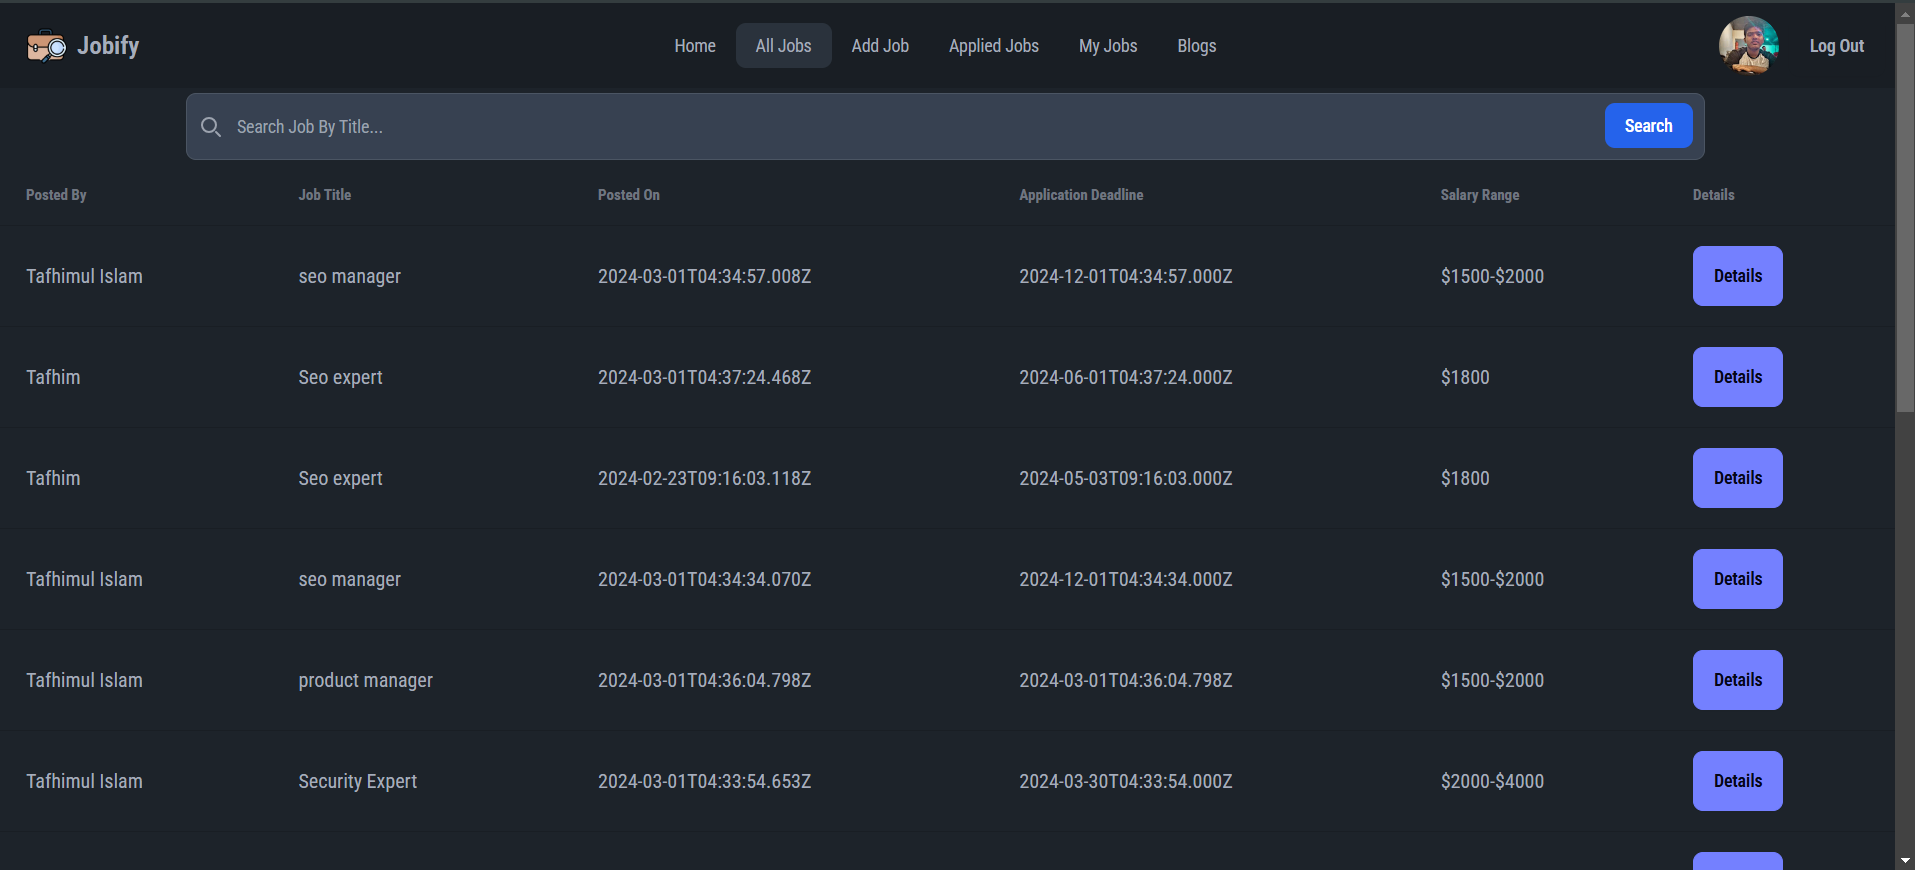 Jobify Home All Jobs Add Job Applied Jobs My Jobs Blogs Log Out
Search Job By Title... Search
Posted By Job Title Posted On Application Deadline Salary Range Details
Tafhimul Islam seo manager 2024-03-01T04:34:57.008Z 2024-12-01T04:34:57.000Z $1500-$2000 Details
Tafhim Seo expert 2024-03-01T04:37:24.468Z 2024-06-01T04:37:24.000Z $1800 Details
Tafhim Seo expert 2024-02-23T09:16:03.118Z 2024-05-03T09:16:03.000Z $1800 Details
Tafhimul Islam seo manager 2024-03-01T04:34:34.070Z 2024-12-01T04:34:34.000Z $1500-$2000 Details
Tafhimul Islam product manager 2024-03-01T04:36:04.798Z 2024-03-01T04:36:04.798Z $1500-$2000 Details
Tafhimul Islam Security Expert 2024-03-01T04:33:54.653Z 2024-03-30T04:33:54.000Z $2000-$4000 Details